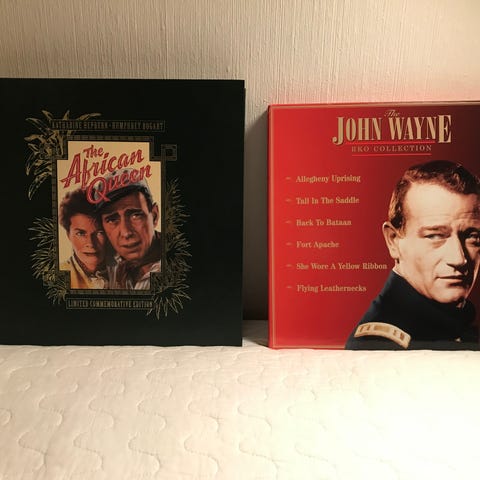 KATHARINE HEPBURN · HUMPHREY BOGART
The
African
Queen
LIMITED COMMEMORATIVE EDITION
The
JOHN WAYNE
RKO COLLECTION
Allegheny Uprising
Tall In The Saddle
Back To Bataan
Fort Apache
She Wore A Yellow Ribbon
Flying Leathernecks